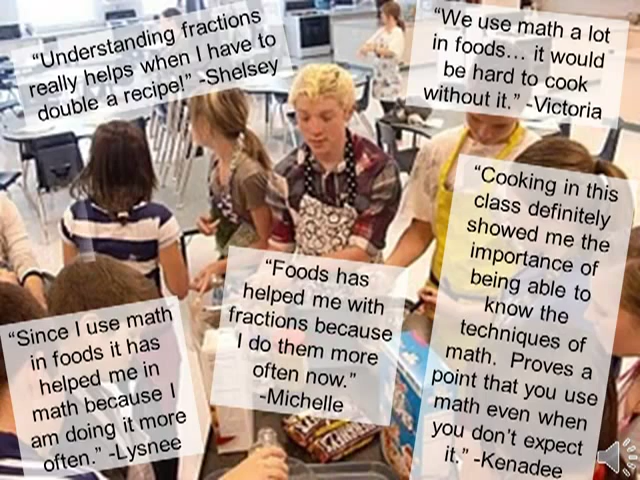 “Understanding fractions
really helps when I have to
double a recipe!” -Shelsey
“We use math a lot
in foods… it would
be hard to cook
without it.” -Victoria
“Cooking in this
class definitely
showed me the
importance of
being able to
know the
techniques of
math.  Proves a
point that you use
math even when
you don’t expect
it.” -Kenadee
“Foods has
helped me with
fractions because
I do them more
often now.”
-Michelle
“Since I use math
in foods it has
helped me in
math because I
am doing it more
often.” -Lysnee